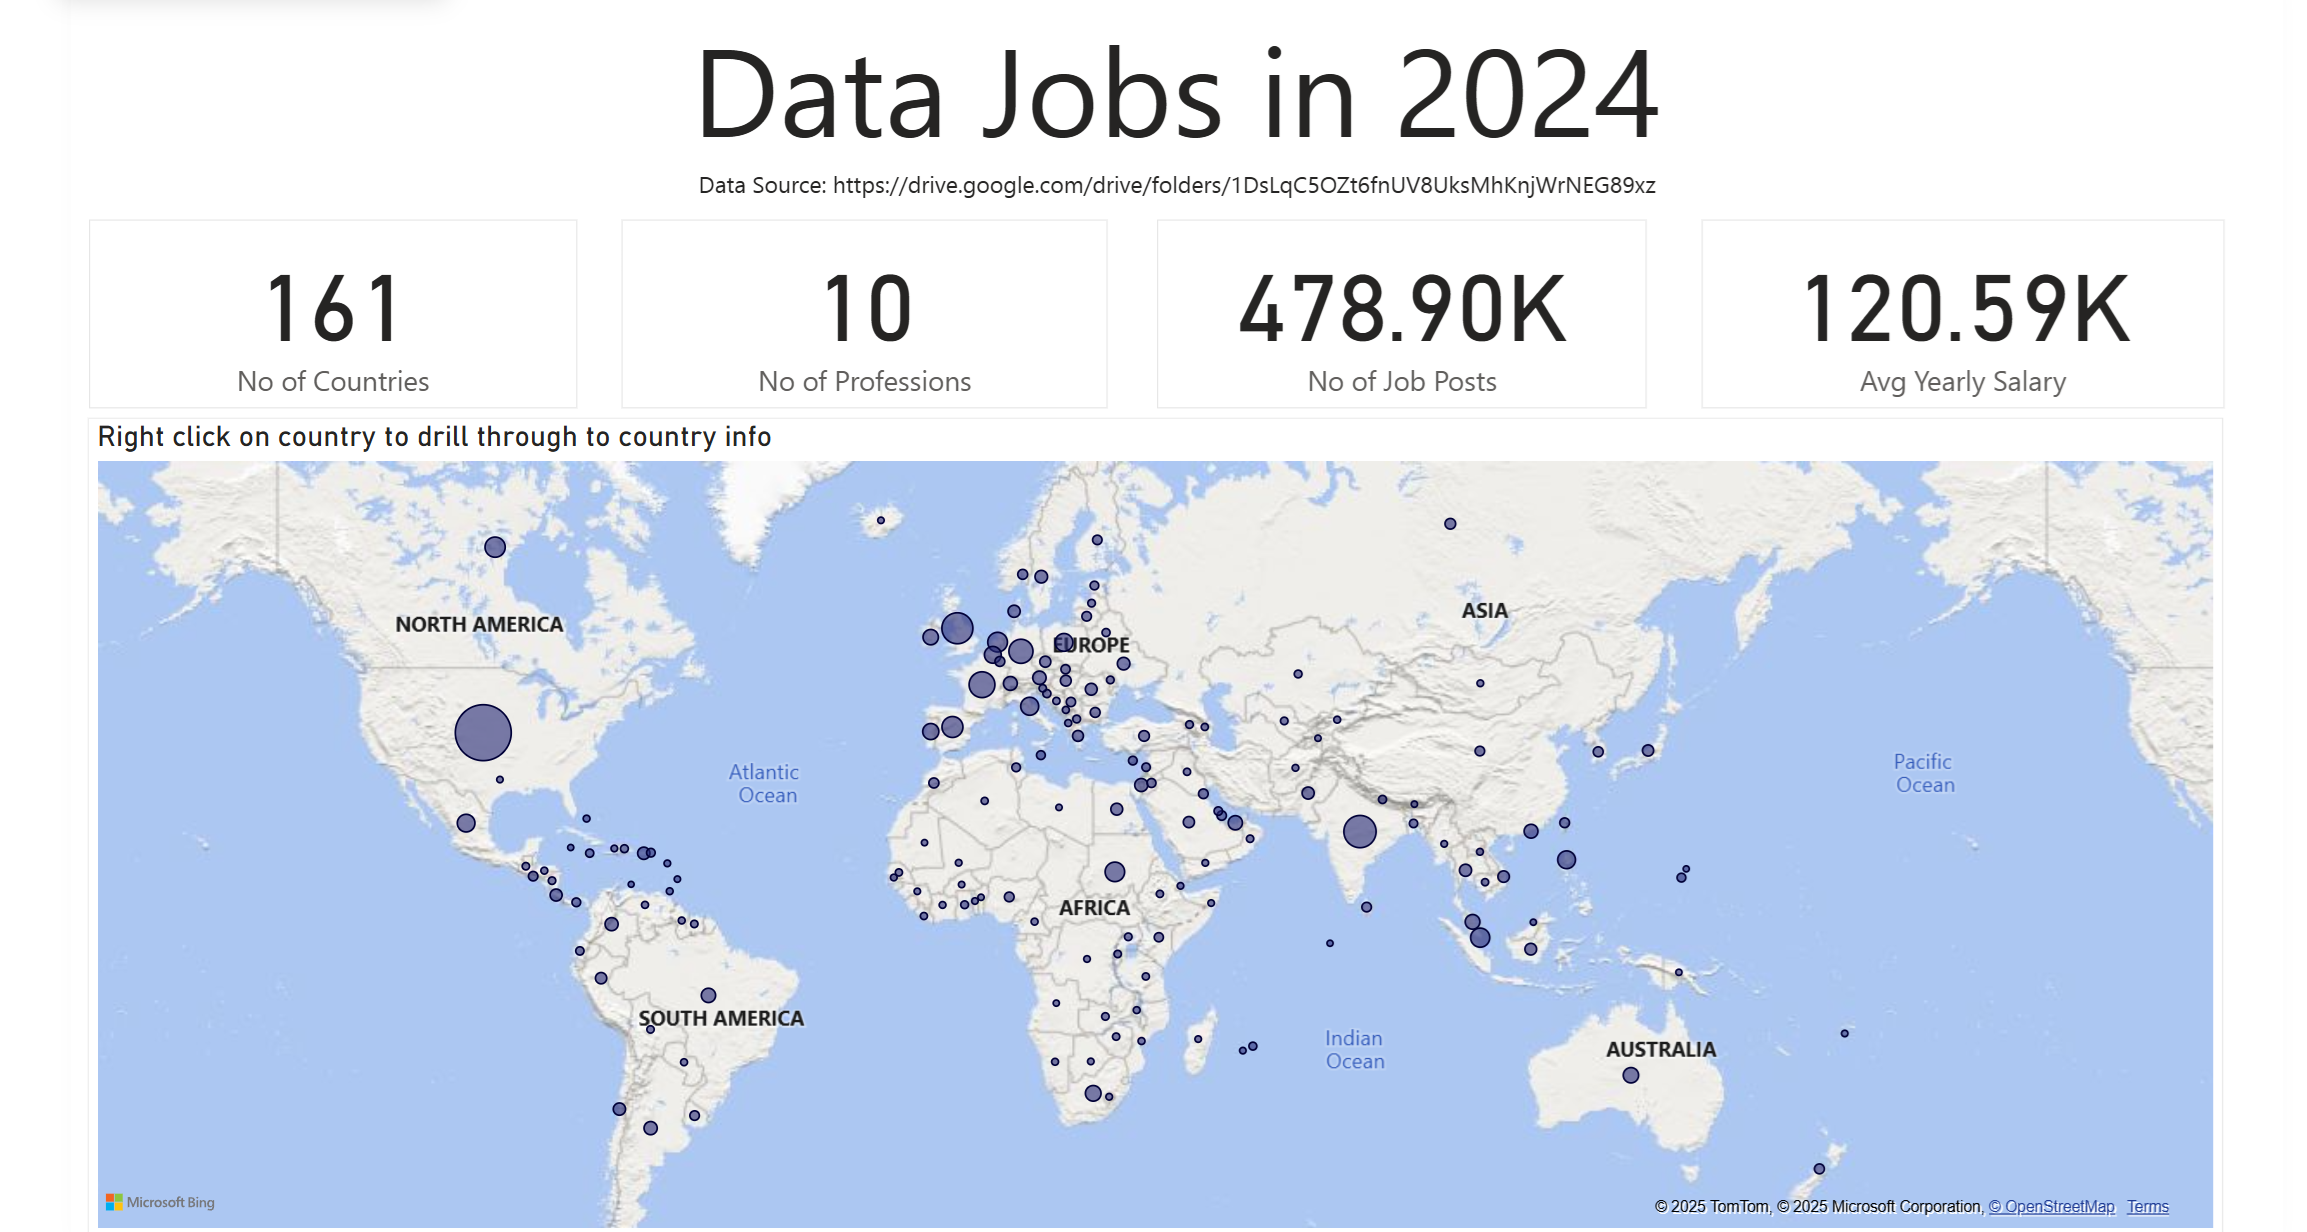 Data Jobs in 2024
Data Source: https://drive.google.com/drive/folders/1DsLqC5OZt6fnUV8UksMhKnjWrNEG89xz
161
No of Countries
10
No of Professions
478.90K
No of Job Posts
120.59K
Avg Yearly Salary
Right click on country to drill through to country info
NORTH AMERICA
ASIA
EUROPE
Atlantic
Ocean
Pacific
Ocean
AFRICA
SOUTH AMERICA
Indian
Ocean
AUSTRALIA
Microsoft Bing
© 2025 TomTom, © 2025 Microsoft Corporation, © OpenStreetMap Terms